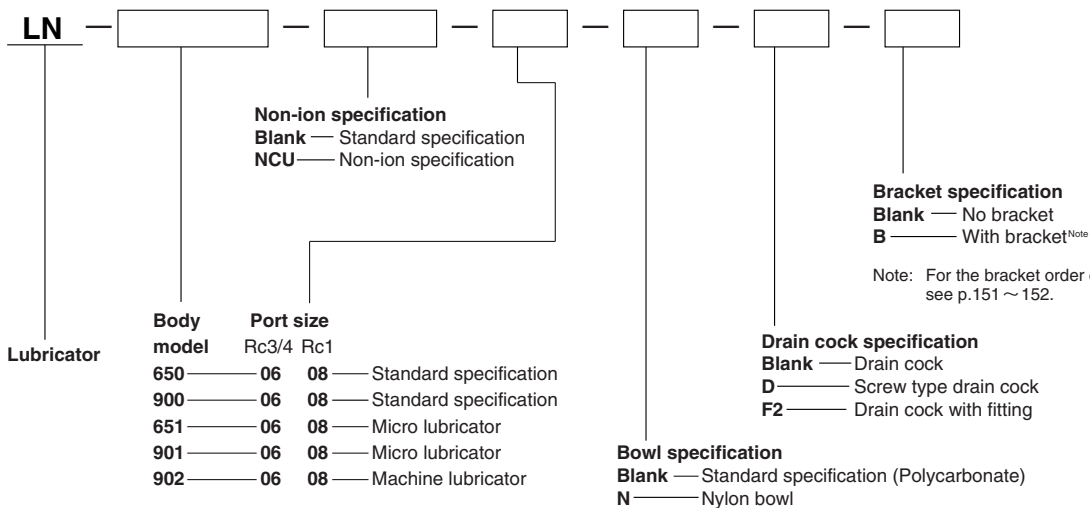 LN
Non-ion specification
Blank Standard specification
NCU Non-ion specification
Bracket specification
Blank No bracket
B With bracket Note
Note: For the bracket order
see p.151～152.
Lubricator
Body Port size
model Rc3/4 Rc1
650 06 08 Standard specification
900 06 08 Standard specification
651 06 08 Micro lubricator
901 06 08 Micro lubricator
902 06 08 Machine lubricator
Drain cock specification
Blank Drain cock
D Screw type drain cock
F2 Drain cock with fitting
Bowl specification
Blank Standard specification (Polycarbonate)
N Nylon bowl